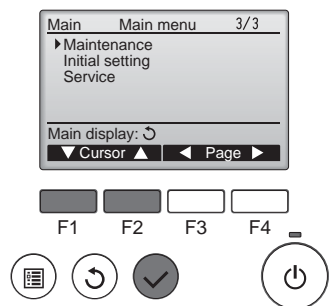 Main Main menu 3/3
Maintenance
Initial setting
Service
Main display:
Cursor Page
F1 F2 F3 F4